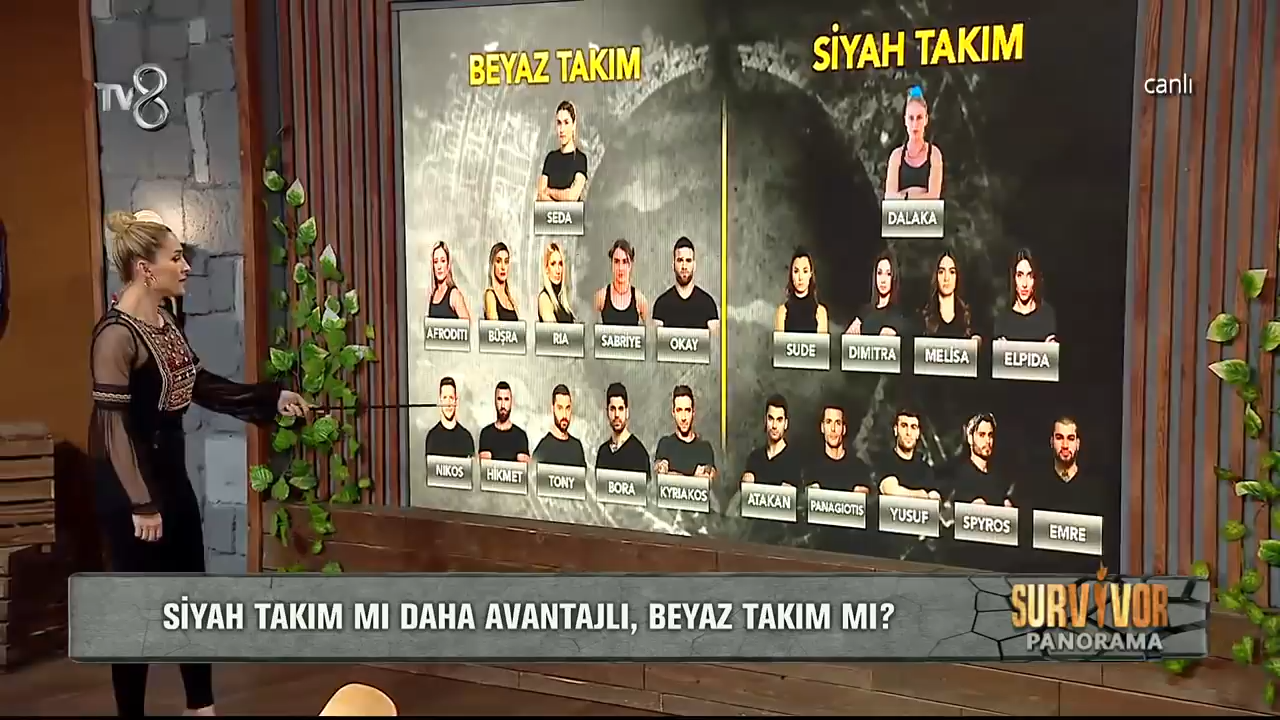 TV8
canlı
BEYAZ TAKIM
SEDA
AFRODITI
BÜŞRA
RIA
SABRİYE
OKAY
NIKOS
HİKMET
TONY
BORA
KYRIAKOS
SİYAH TAKIM
DALAKA
SUDE
DIMITRA
MELİSA
ELPIDA
ATAKAN
PANAGIOTIS
YUSUF
SPYROS
EMRE
SİYAH TAKIM MI DAHA AVANTAJLI, BEYAZ TAKIM MI?
SURVIVOR
PANORAMA